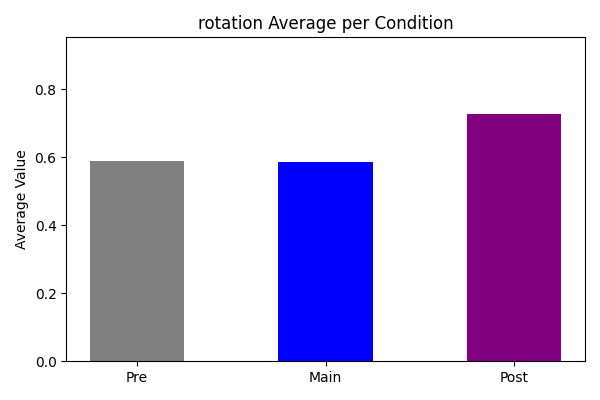 rotation Average per Condition
Average Value
0.8
0.6
0.4
0.2
0.0
Pre
Main
Post